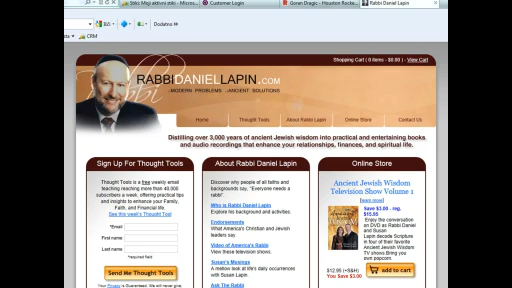 Stiki: Moji aktivni stiki - Micros...
Customer Login
Goran Dragic - Houston Rocke...
Rabbi Daniel Lapin
Dodatno
CRM
Shopping Cart ( 0 items - $0.00 ) - View Cart
RABBIDANIELLAPIN.COM
MODERN PROBLEMS ANCIENT SOLUTIONS
Home
Thought Tools
About Rabbi Lapin
Online Store
Contact Us
Distilling over 3,000 years of ancient Jewish wisdom into practical and entertaining books
and audio recordings that enhance your relationships, finances, and spiritual life.
Sign Up For Thought Tools
Thought Tools is a free weekly email
teaching reaching more than 40,000
subscribers a week, offering practical tips
and insights to enhance your Family,
Faith, and Financial life.
See this week's Thought Tool!
*Email
First name
Last name
*required field
Send Me Thought Tools
Your Privacy is Guaranteed. We will never give,
About Rabbi Daniel Lapin
Discover why people of all faiths and
backgrounds say, "Everyone needs a
rabbi".
Who is Rabbi Daniel Lapin
Explore his background and activities.
Endorsements
What America's Christian and Jewish
leaders say.
Video of America's Rabbi
View these television shows.
Susan's Musings
A mellow look at life's daily occurrences
with Susan Lapin.
Ask The Rabbi
Online Store
Ancient Jewish Wisdom
Television Show Volume 1
[learn more]
Save $3.00 - reg.
$15.95
Enjoy the conversation
on DVD as Rabbi Daniel
and Susan
Lapin decode Scripture
in four of their favorite
Ancient Jewish Wisdom
TV shows.Bring you
own popcorn.
$12.95 (+S&H)
You Save $3.00
add to cart